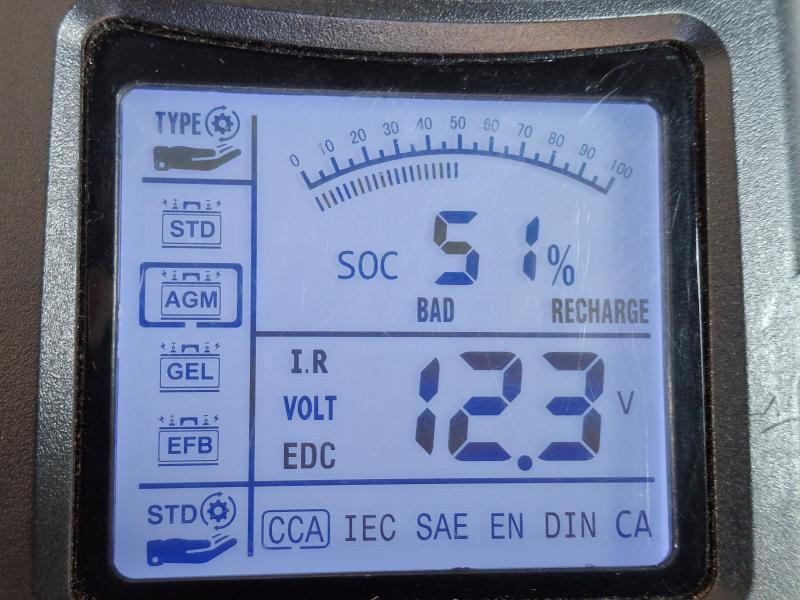 TYPE
0 10 20 30 40 50 60 70 80 90 100
STD
SOC 51%
BAD RECHARGE
AGM
I.R
GEL
VOLT 12.3 V
EFB
EDC
STD
CCA IEC SAE EN DIN CA